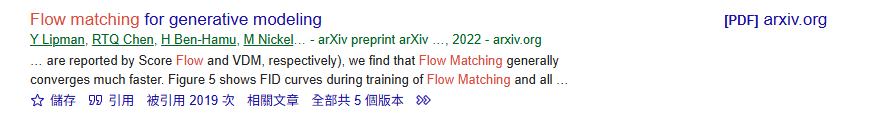 Flow matching for generative modeling
[PDF] arxiv.org
Y Lipman, RTQ Chen, H Ben-Hamu, M Nickel… - arXiv preprint arXiv …, 2022 - arxiv.org
… are reported by Score Flow and VDM, respectively), we find that Flow Matching generally
converges much faster. Figure 5 shows FID curves during training of Flow Matching and all …
儲存 引用 被引用 2019 次 相關文章 全部共 5 個版本